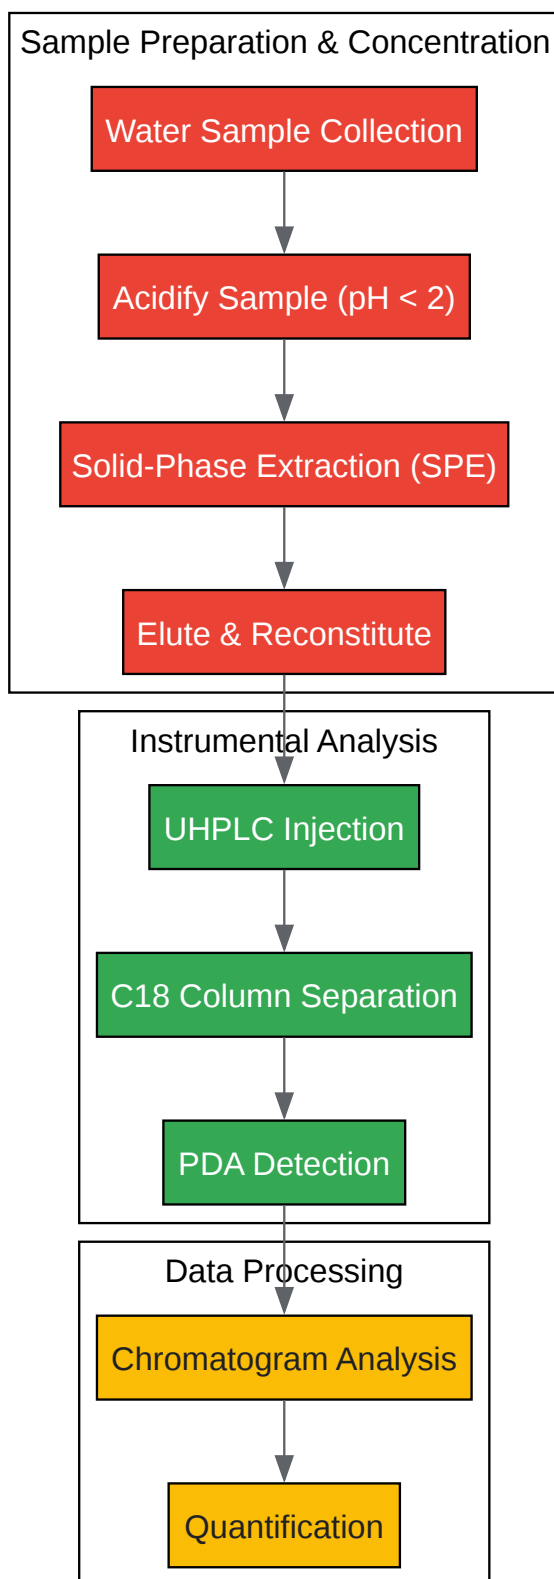 Sample Preparation & Concentration
Water Sample Collection
Acidify Sample (pH < 2)
Solid-Phase Extraction (SPE)
Elute & Reconstitute
Instrumental Analysis
UHPLC Injection
C18 Column Separation
PDA Detection
Data Processing
Chromatogram Analysis
Quantification